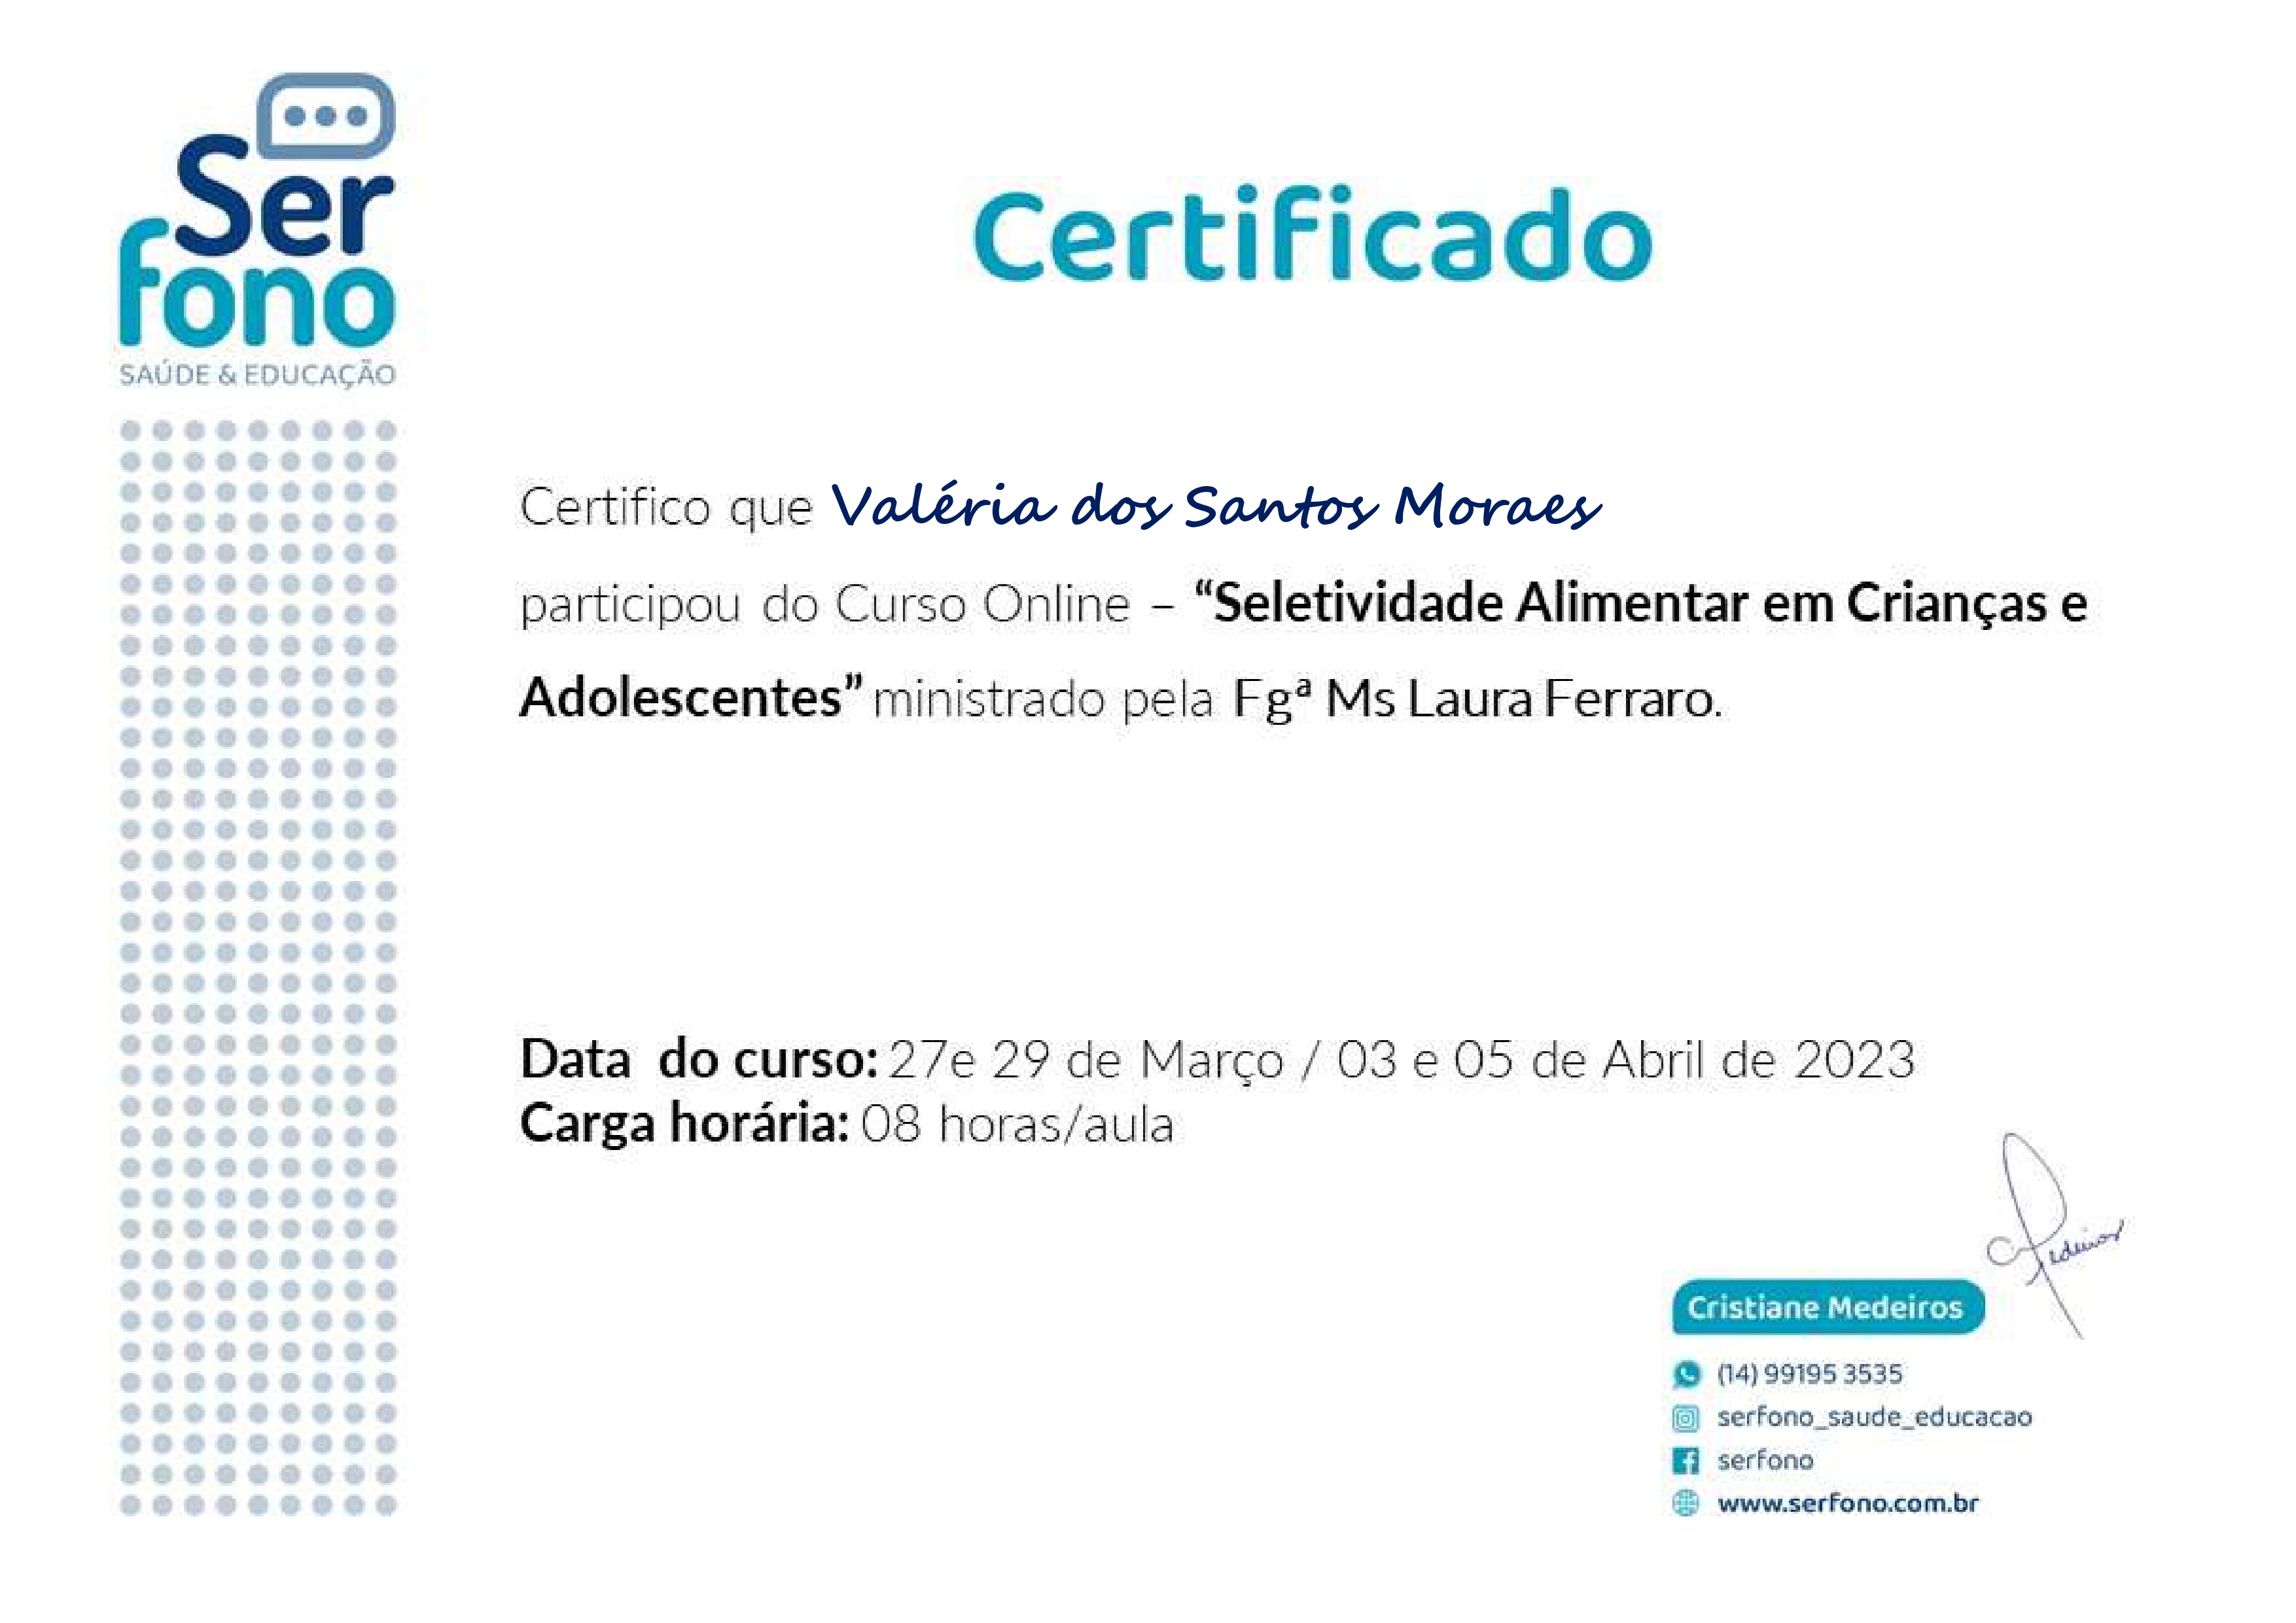 Ser
fono
SAÚDE & EDUCAÇÃO
Certificado
Certifico que Valéria dos Santos Moraes
participou do Curso Online – “Seletividade Alimentar em Crianças e
Adolescentes” ministrado pela Fgª Ms Laura Ferraro.
Data do curso: 27e 29 de Março / 03 e 05 de Abril de 2023
Carga horária: 08 horas/aula
Cristiane Medeiros
(14) 99195 3535
serfono_saude_educacao
serfono
www.serfono.com.br